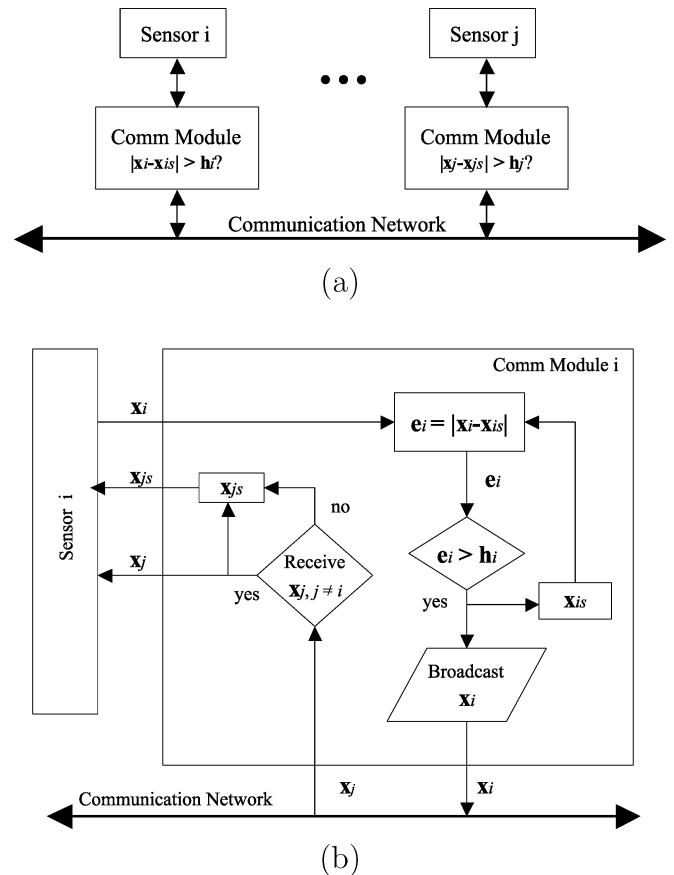 Sensor i
Sensor j
•••
Comm Module
|xi-xis| > hi?
Comm Module
|xj-xjs| > hj?
Communication Network
(a)
Comm Module i
Sensor i
xi
ei = |xi-xis|
xjs
xjs
no
ei
xj
Receive
xj, j ≠ i
yes
ei > hi
yes
xis
Broadcast
xi
xj
xi
Communication Network
(b)